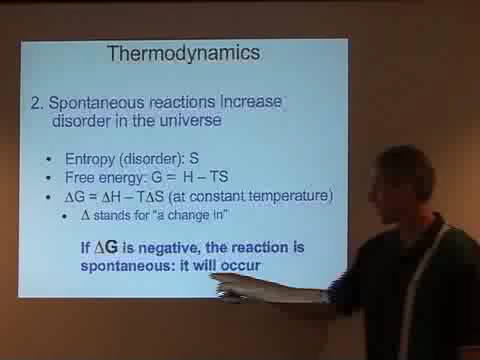 Thermodynamics
2. Spontaneous reactions increase
disorder in the universe
• Entropy (disorder): S
• Free energy: G = H – TS
• ΔG = ΔH – TΔS (at constant temperature)
• Δ stands for “a change in”
If ΔG is negative, the reaction is
spontaneous: it will occur